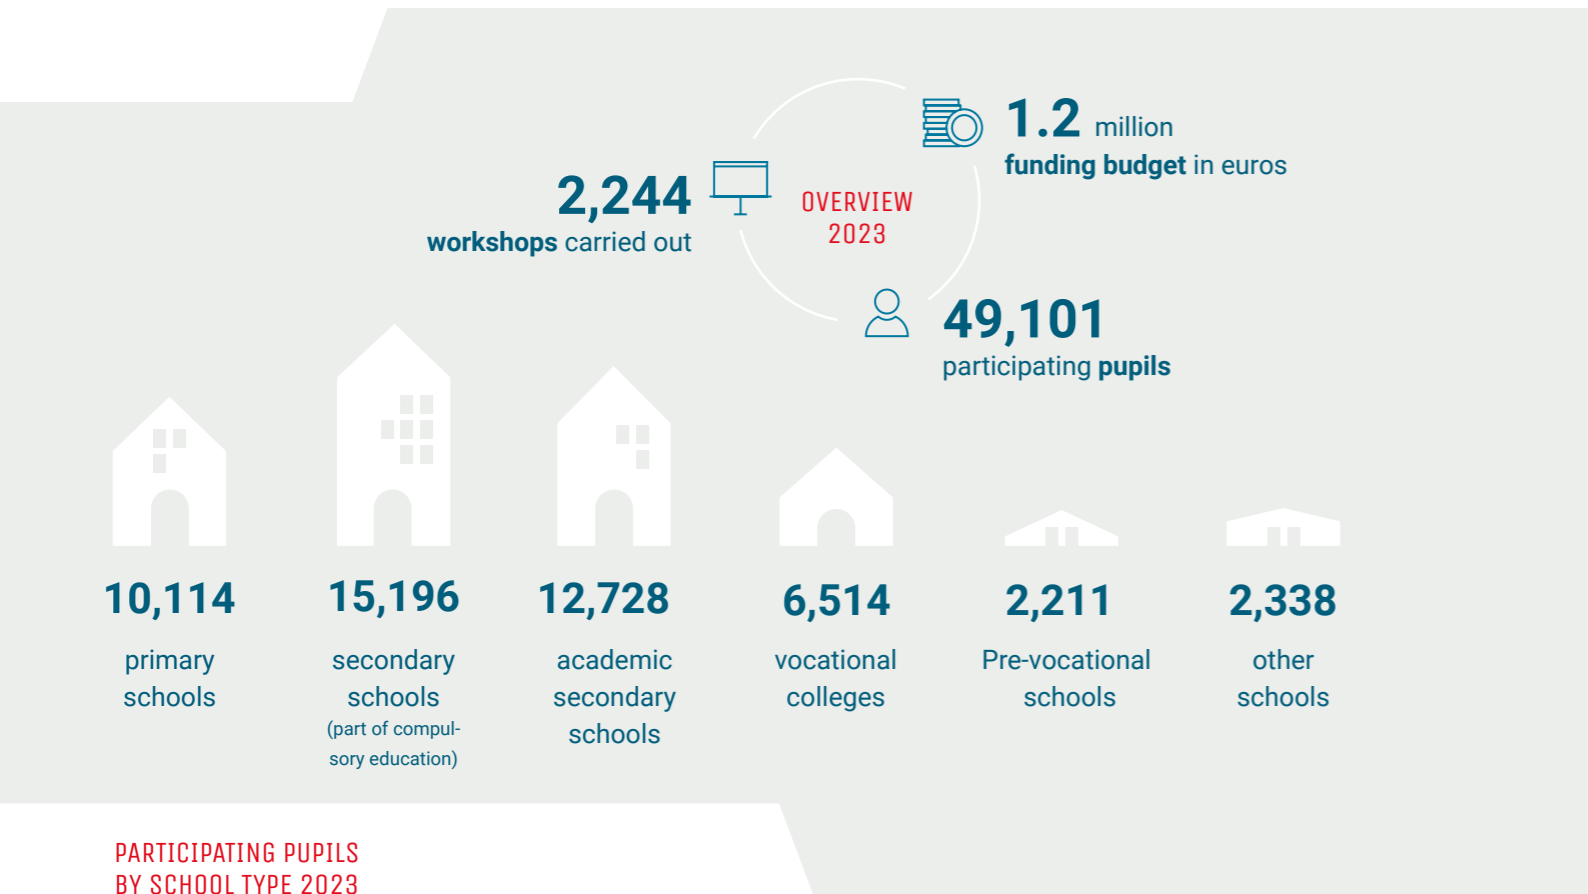 1.2 million
funding budget in euros
2,244
workshops carried out
OVERVIEW
2023
49,101
participating pupils
10,114
primary
schools
15,196
secondary
schools
(part of compul-
sory education)
12,728
academic
secondary
schools
6,514
vocational
colleges
2,211
Pre-vocational
schools
2,338
other
schools
PARTICIPATING PUPILS
BY SCHOOL TYPE 2023